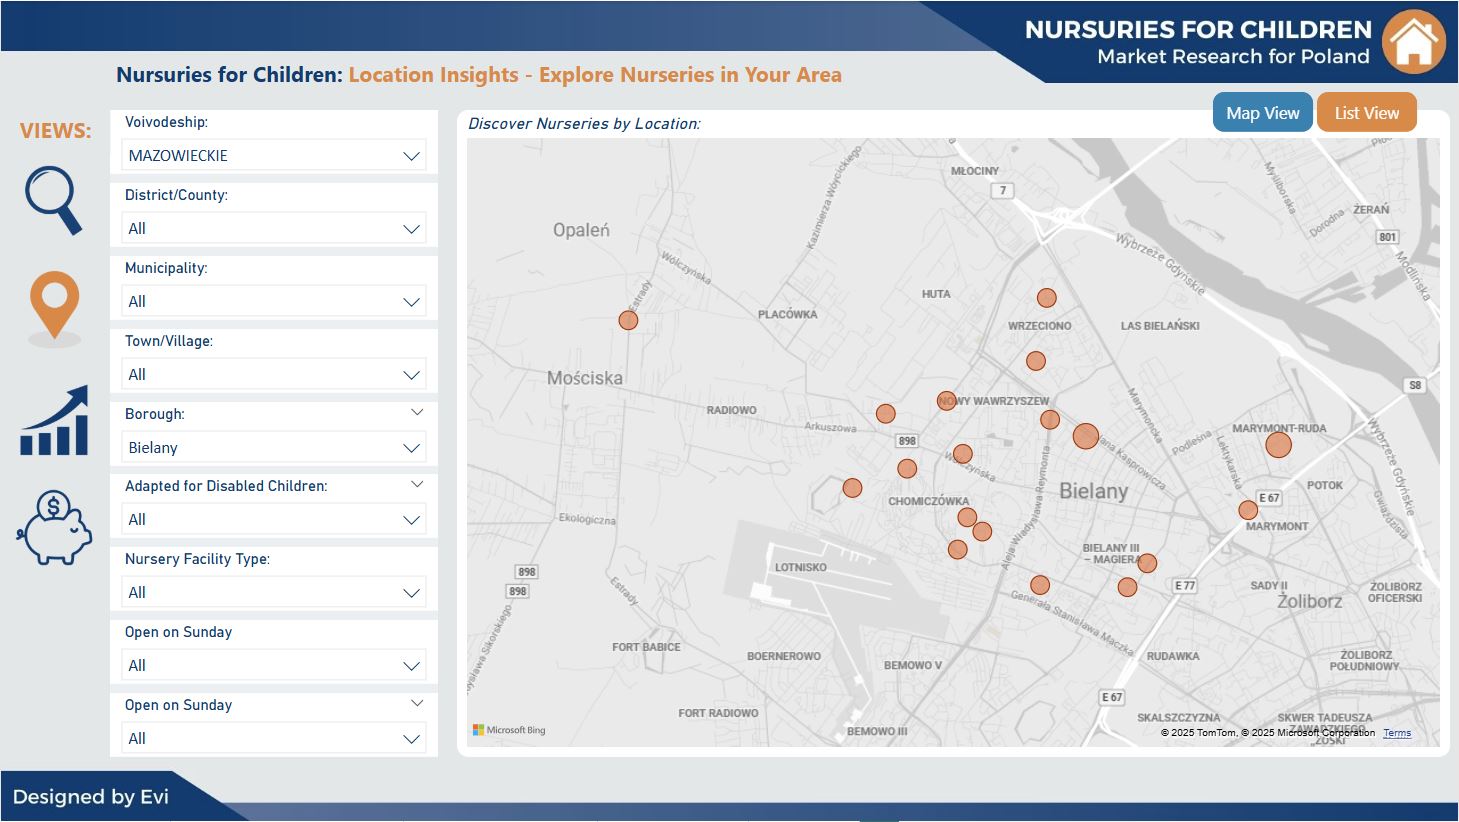 NURSURIES FOR CHILDREN
Market Research for Poland
Nursuries for Children: Location Insights - Explore Nurseries in Your Area
Map View
List View
VIEWS:
Voivodeship:
MAZOWIECKIE
District/County:
All
Municipality:
All
Town/Village:
All
Borough:
Bielany
Adapted for Disabled Children:
All
Nursery Facility Type:
All
Open on Sunday
All
Open on Sunday
All
Discover Nurseries by Location:
MŁOCINY
7
Kazimierza Wóycickiego
Myśliborska
ŻERAŃ
Dorodna
801
Modlińska
Opaleń
Wólczyńska
Estrady
Wybrzeże Gdyńskie
HUTA
PLACÓWKA
WRZECIONO
LAS BIELAŃSKI
Mościska
S8
RADIOWO
NOWY WAWRZYSZEW
Marymoncka
Arkuszowa
898
Podleśna
MARYMONT-RUDA
Wybrzeże Gdyńskie
Lektykarska
Wólczyńska
Jana Kasprowicza
Aleja Władysława Reymonta
CHOMICZÓWKA
Bielany
E 67
POTOK
Gwiaździsta
MARYMONT
Ekologiczna
BIELANY III
– MAGIERA
LOTNISKO
898
898
Estrady
E 77
SADY II
Żoliborz
ŻOLIBORZ
OFICERSKI
Generała Stanisława Maczka
FORT BABICE
BOERNEROWO
BEMOWO V
RUDAWKA
ŻOLIBORZ
POŁUDNIOWY
E 67
FORT RADIOWO
BEMOWO III
SKALSZCZYZNA
SKWER TADEUSZA
ZAWADZKIEGO
"ZOŚKI"
Microsoft Bing
© 2025 TomTom, © 2025 Microsoft Corporation
Terms
Designed by Evi